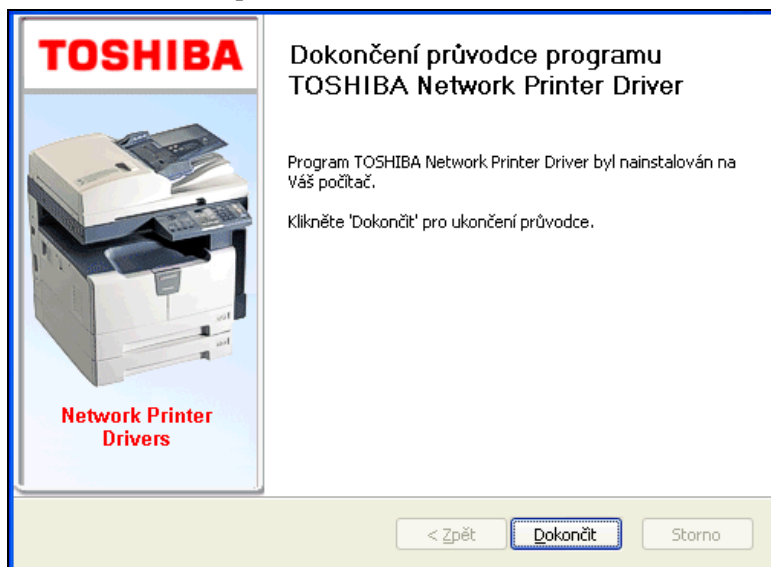 TOSHIBA
Network Printer
Drivers
Dokončení průvodce programu
TOSHIBA Network Printer Driver
Program TOSHIBA Network Printer Driver byl nainstalován na
Váš počítač.
Klikněte 'Dokončit' pro ukončení průvodce.
< Zpět
Dokončit
Storno